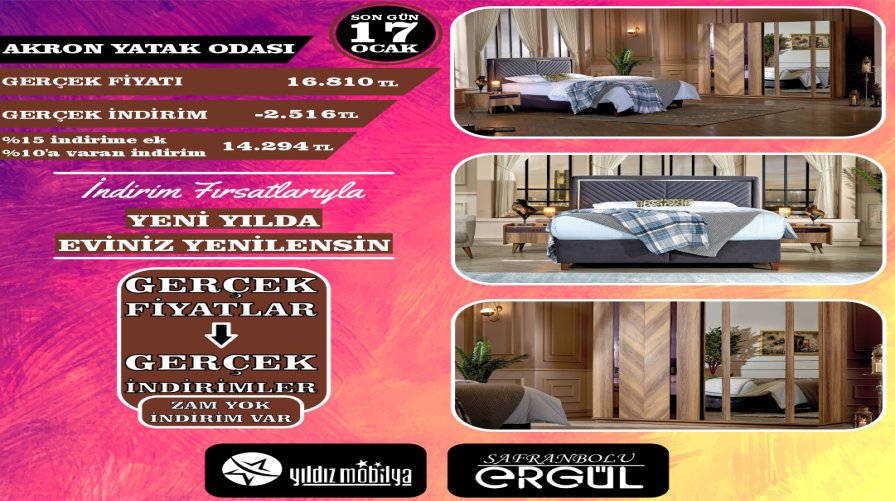 SON GÜN
17
OCAK
AKRON YATAK ODASI
GERÇEK FİYATI 16.810 TL
GERÇEK İNDİRİM -2.516 TL
%15 indirime ek
%10'a varan indirim 14.294 TL
İndirim Fırsatlarıyla
YENİ YILDA
EVİNİZ YENİLENSİN
GERÇEK
FİYATLAR
GERÇEK
İNDİRİMLER
ZAM YOK
İNDİRİM VAR
yıldız mobilya
SAFRANBOLU
ERGÜL